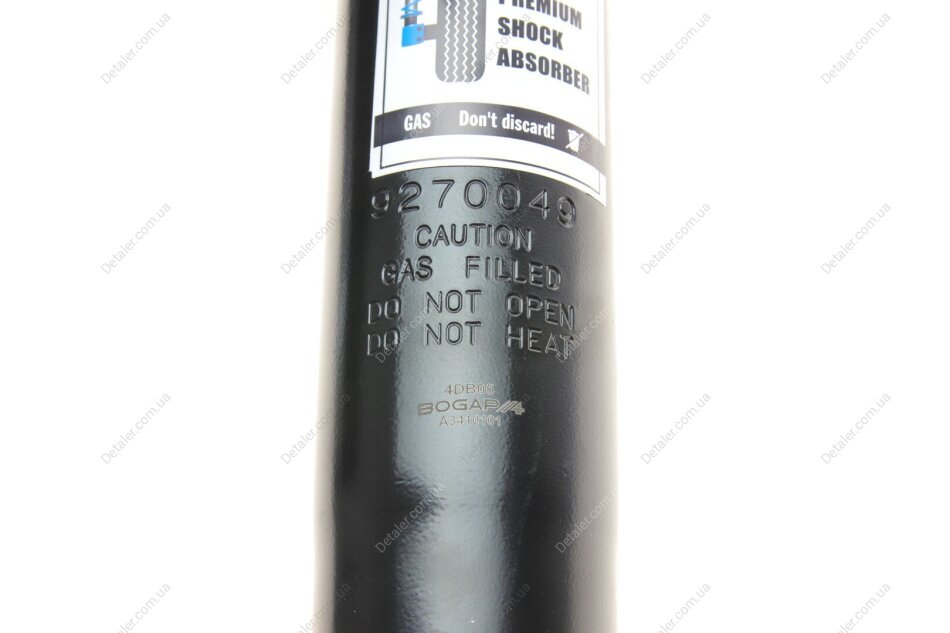 PREMIUM
SHOCK
ABSORBER
GAS Don't discard!
9270049
CAUTION
GAS FILLED
DO NOT OPEN
DO NOT HEAT
4DB05
BOGAP
A3410101
Detaler.com.ua